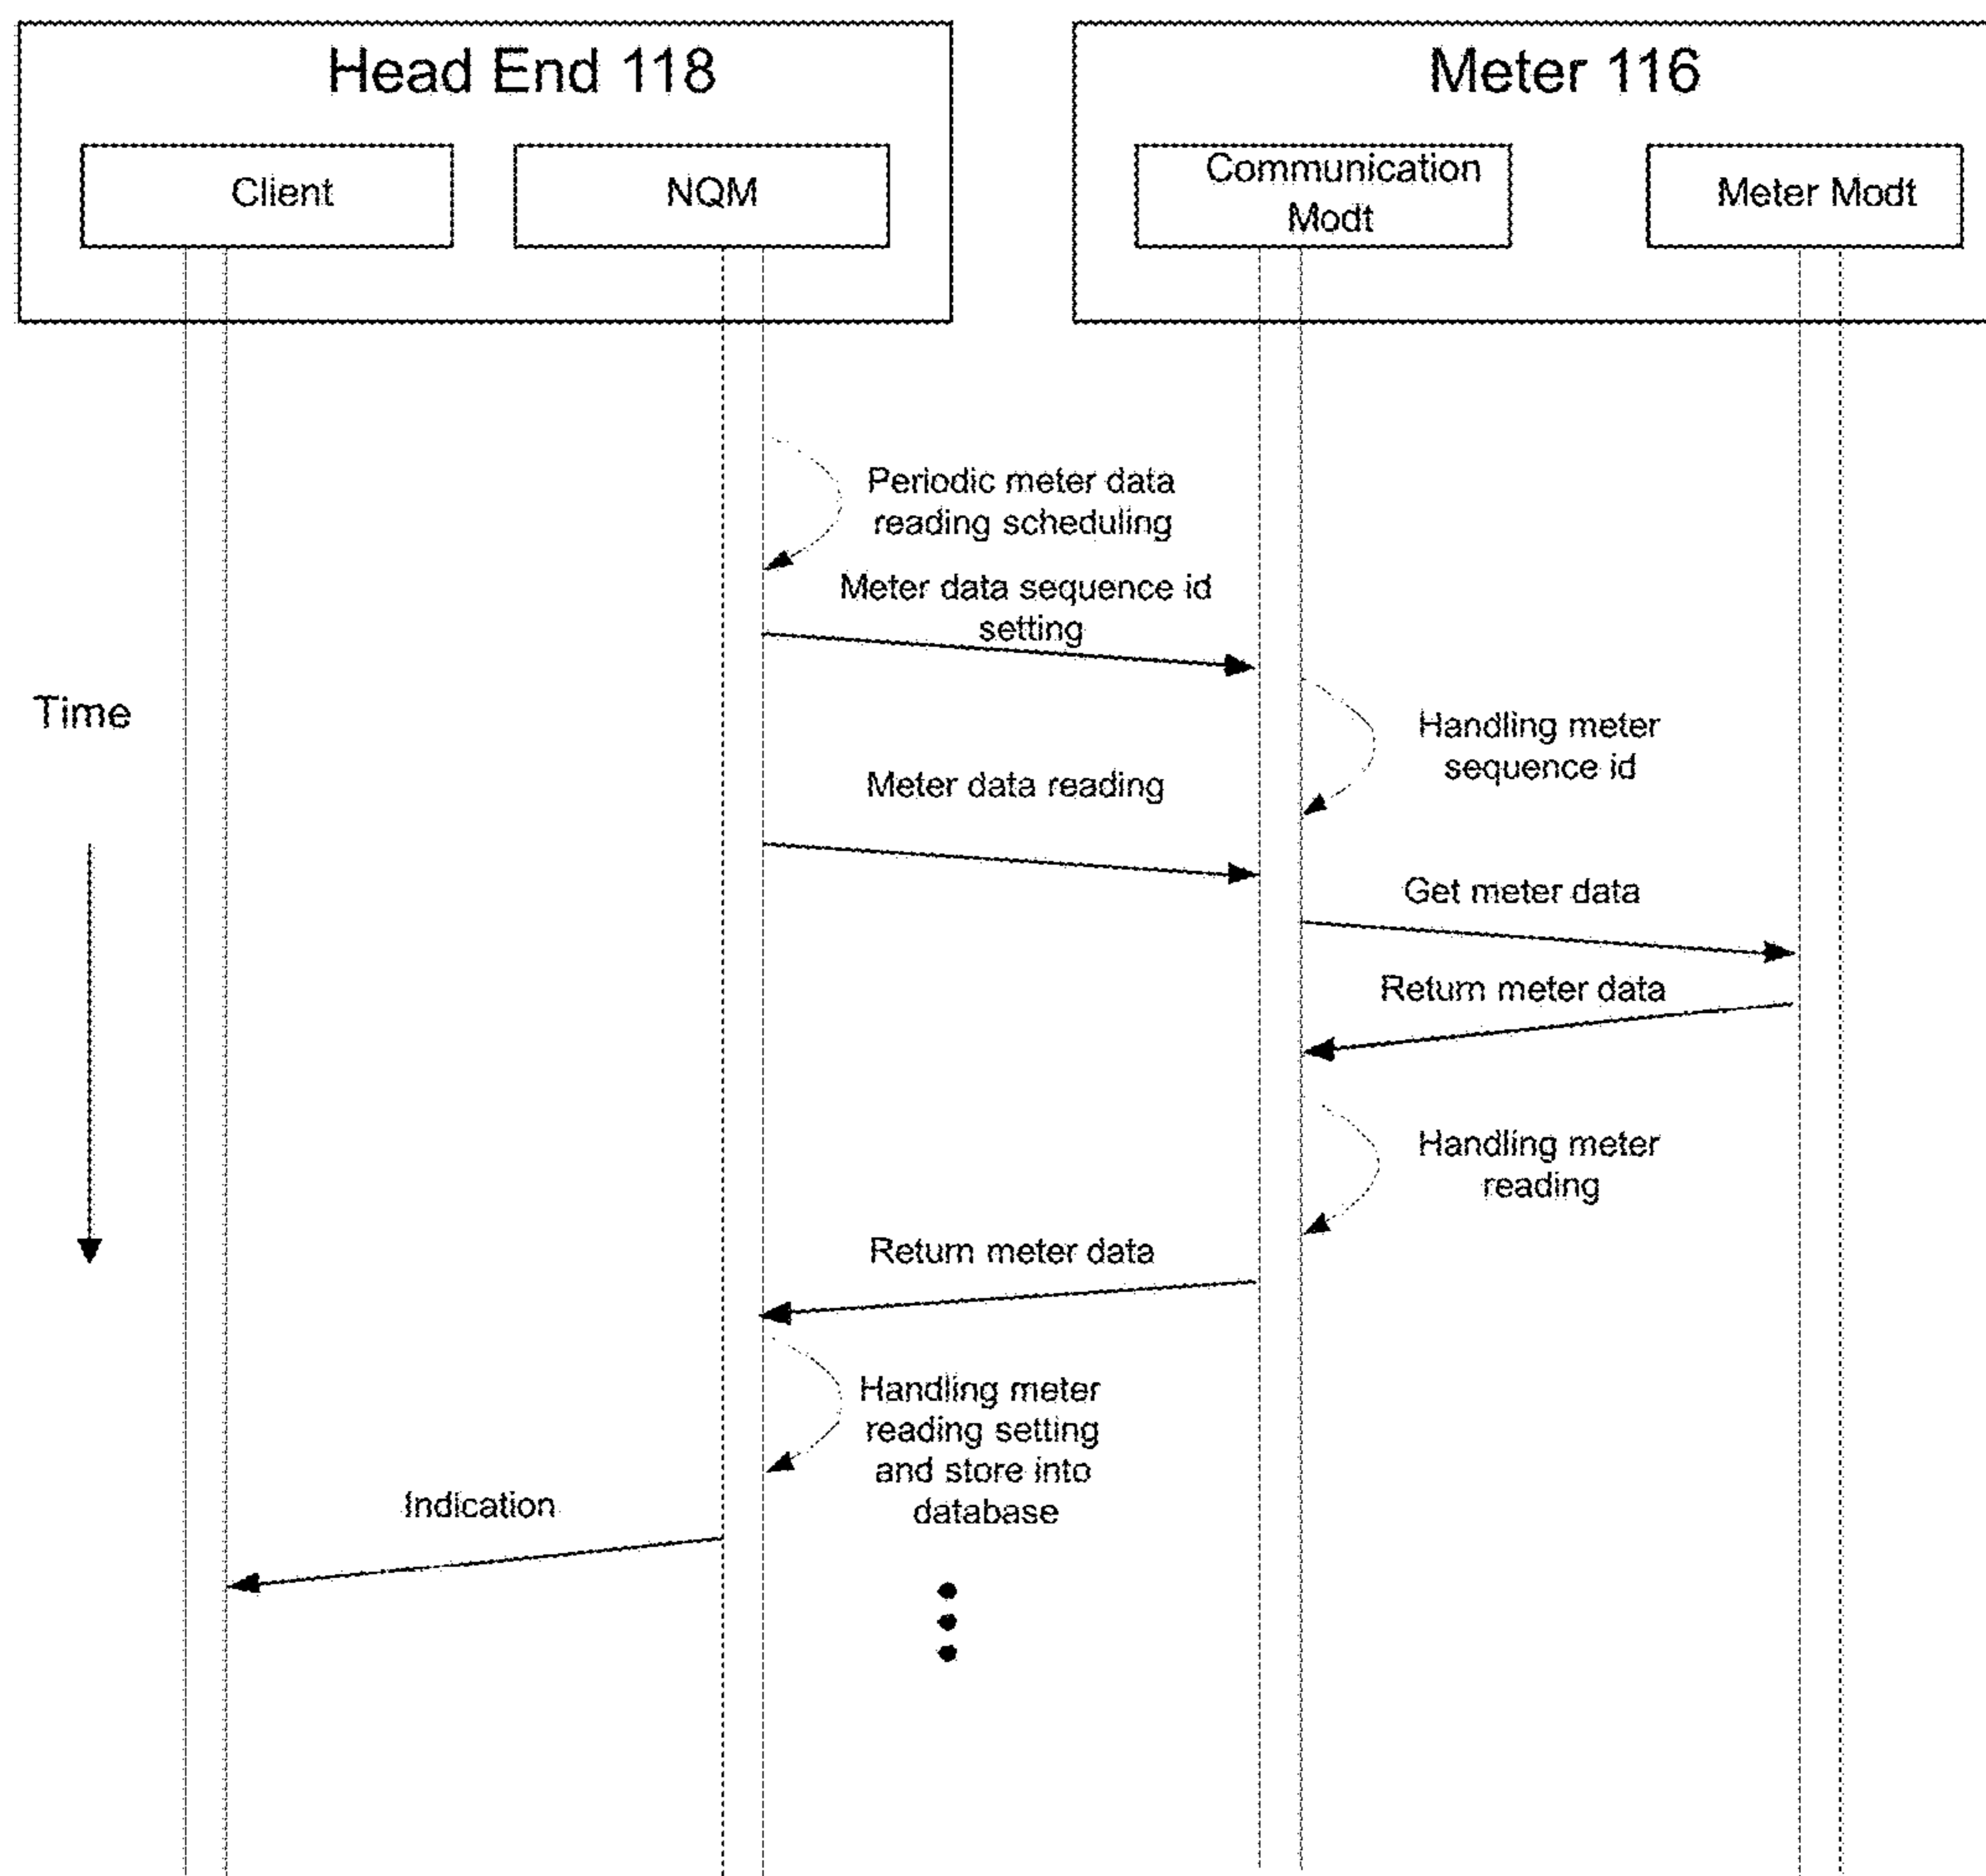 Head End 118
Meter 116
Client
NQM
Communication
Modt
Meter Modt
Periodic meter data
reading scheduling
Meter data sequence id
setting
Time
Handling meter
sequence id
Meter data reading
Get meter data
Return meter data
Handling meter
reading
Return meter data
Handling meter
reading setting
and store into
database
Indication